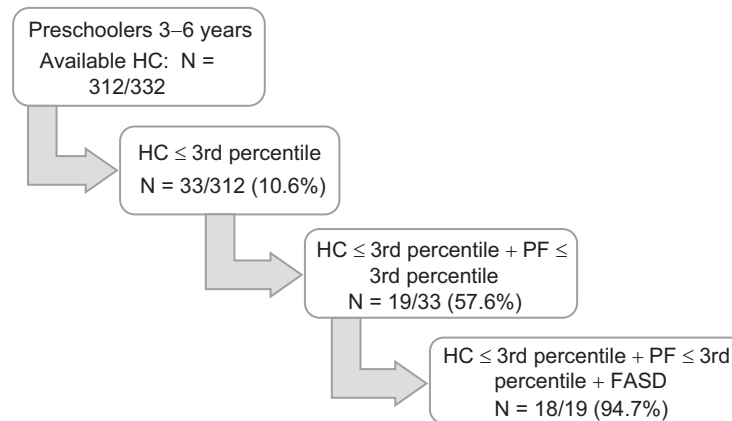 Preschoolers 3–6 years
Available HC: N =
312/332
HC ≤ 3rd percentile
N = 33/312 (10.6%)
HC ≤ 3rd percentile + PF ≤
3rd percentile
N = 19/33 (57.6%)
HC ≤ 3rd percentile + PF ≤ 3rd
percentile + FASD
N = 18/19 (94.7%)